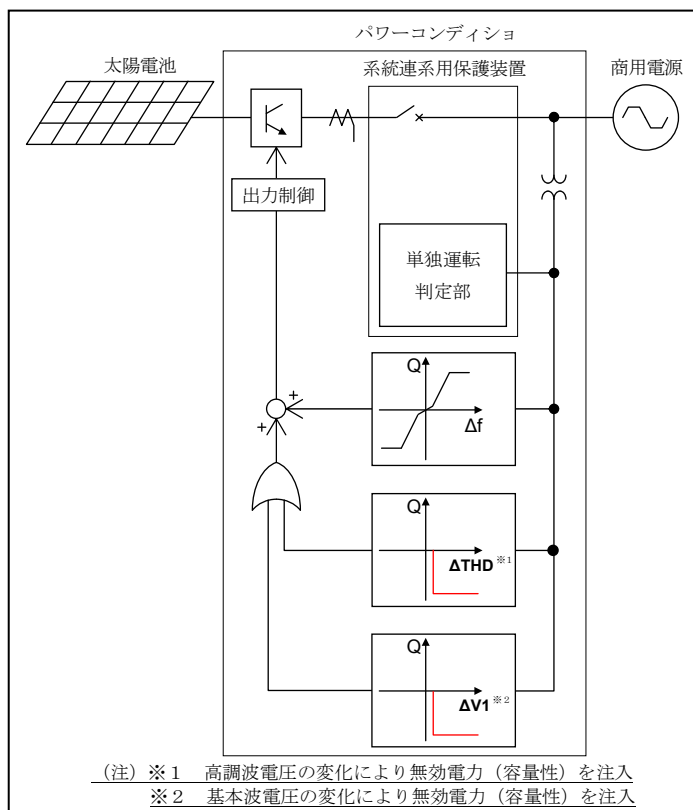 パワーコンディショ
太陽電池
系統連系用保護装置
商用電源
出力制御
単独運転
判定部
Q
Δf
+
+
Q
ΔTHD ※1
Q
ΔV1 ※2
（注）※１　高調波電圧の変化により無効電力（容量性）を注入
※２　基本波電圧の変化により無効電力（容量性）を注入